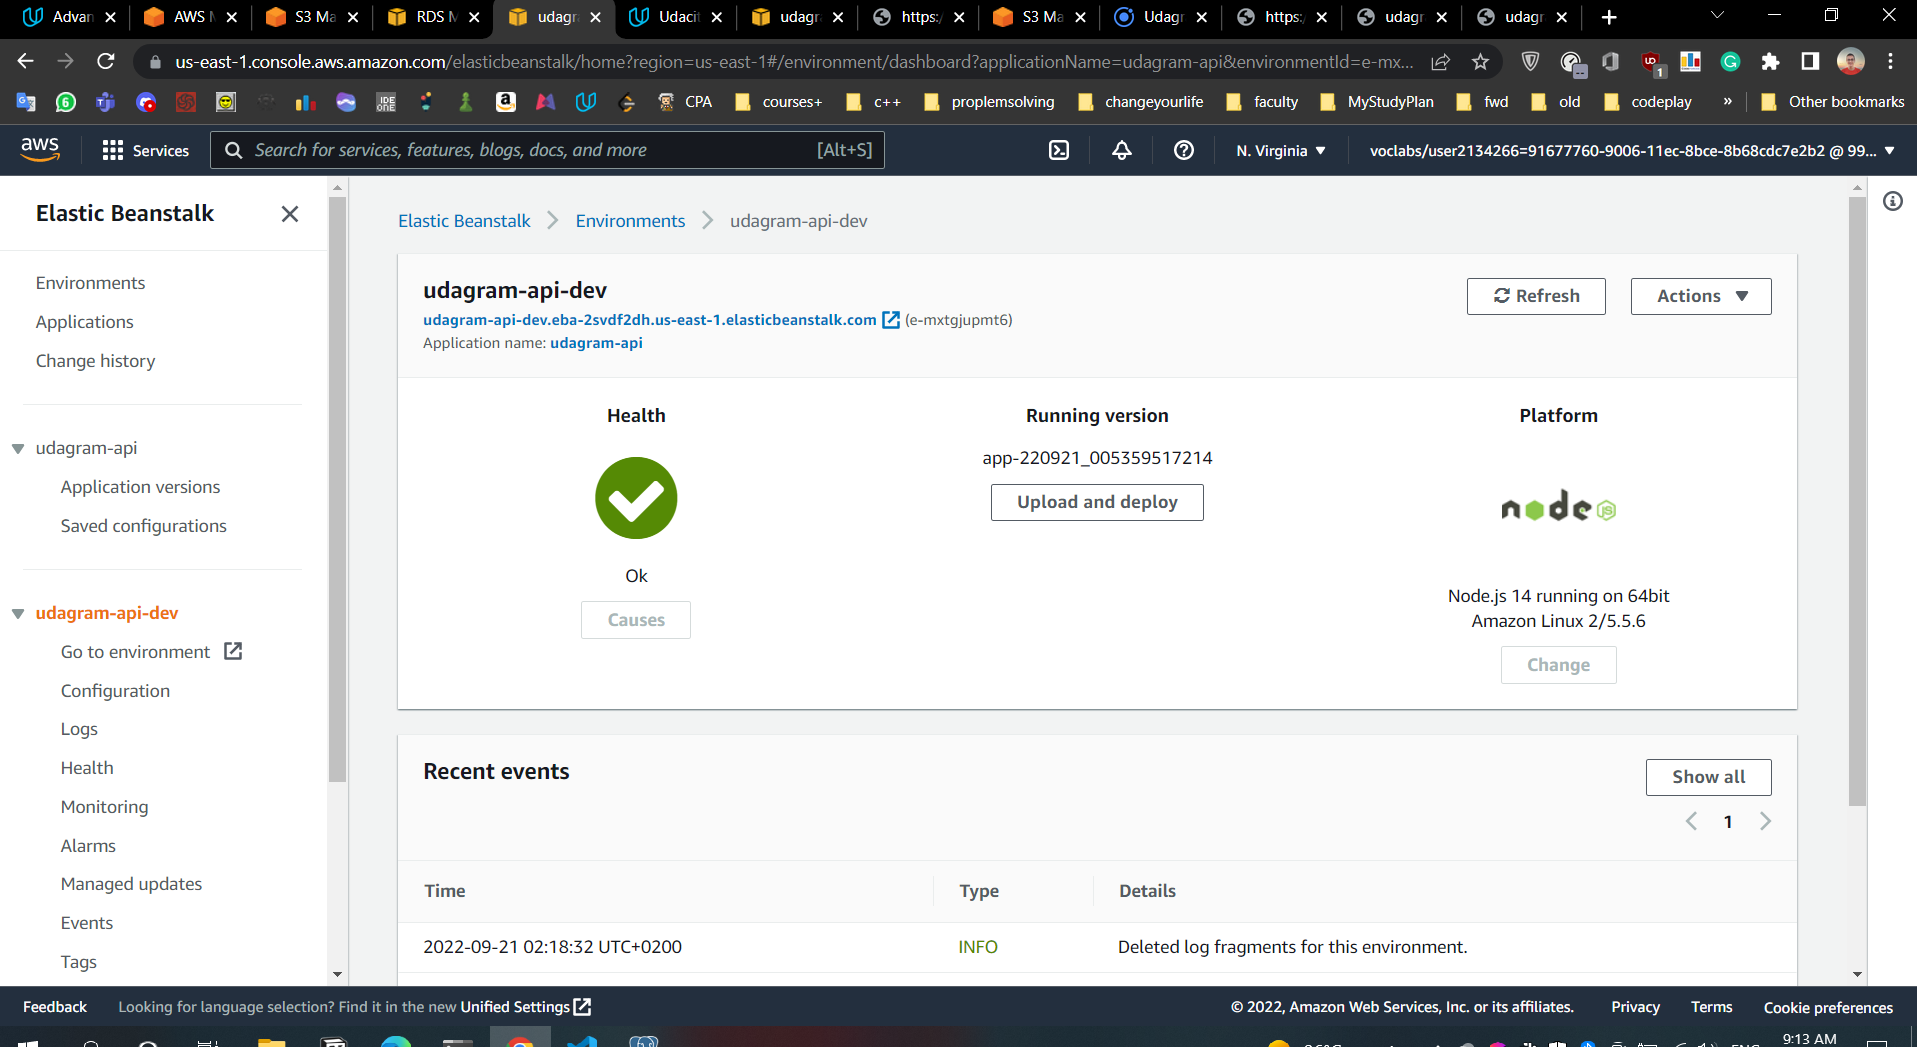 Advan
AWS M
S3 Ma
RDS M
udagra
Udacit
udagra
https:/
S3 Ma
Udagr
https:/
udagr
udagr
us-east-1.console.aws.amazon.com/elasticbeanstalk/home?region=us-east-1#/environment/dashboard?applicationName=udagram-api&environmentId=e-mx...
CPA courses+ c++ proplemsolving changeyourlife faculty MyStudyPlan fwd old codeplay » Other bookmarks
aws Services Search for services, features, blogs, docs, and more [Alt+S] N. Virginia voclabs/user2134266=91677760-9006-11ec-8bce-8b68cdc7e2b2 @ 99...
Elastic Beanstalk
Environments
Applications
Change history
udagram-api
Application versions
Saved configurations
udagram-api-dev
Go to environment
Configuration
Logs
Health
Monitoring
Alarms
Managed updates
Events
Tags
Elastic Beanstalk Environments udagram-api-dev
udagram-api-dev
udagram-api-dev.eba-2svdf2dh.us-east-1.elasticbeanstalk.com (e-mxtgjupmt6)
Application name: udagram-api
Refresh
Actions
Health
Ok
Causes
Running version
app-220921_005359517214
Upload and deploy
Platform
node JS
Node.js 14 running on 64bit
Amazon Linux 2/5.5.6
Change
Recent events
Show all
1
Time Type Details
2022-09-21 02:18:32 UTC+0200 INFO Deleted log fragments for this environment.
Feedback Looking for language selection? Find it in the new Unified Settings © 2022, Amazon Web Services, Inc. or its affiliates. Privacy Terms Cookie preferences
9:13 AM